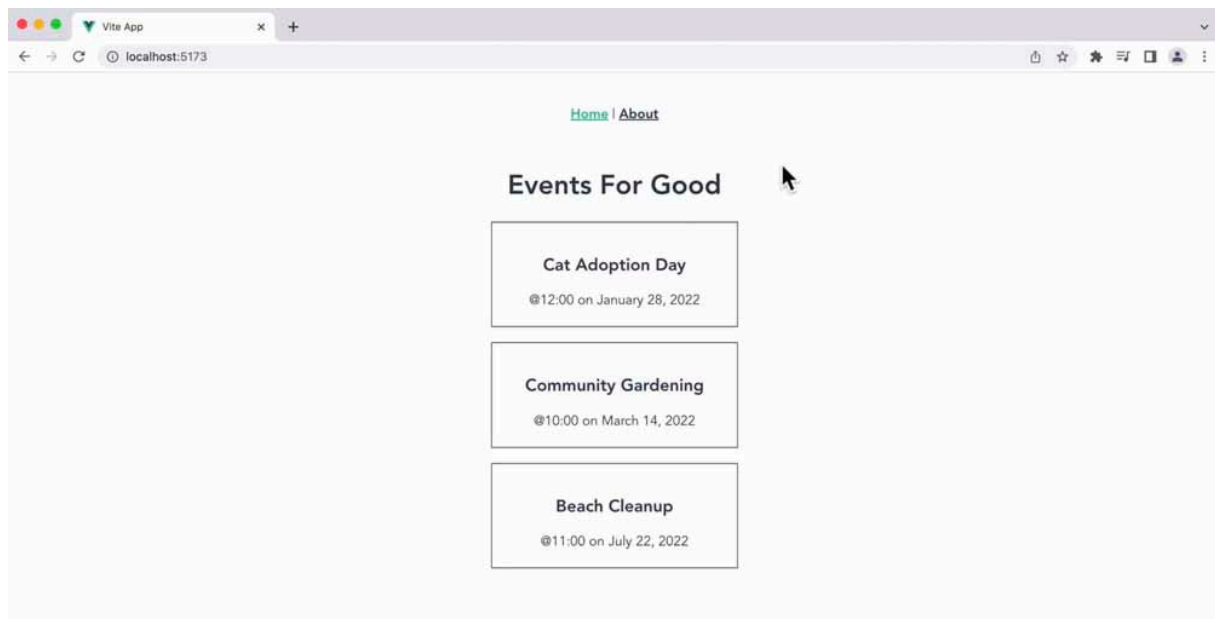 Vite App
localhost:5173
Home | About
Events For Good
Cat Adoption Day
@12:00 on January 28, 2022
Community Gardening
@10:00 on March 14, 2022
Beach Cleanup
@11:00 on July 22, 2022